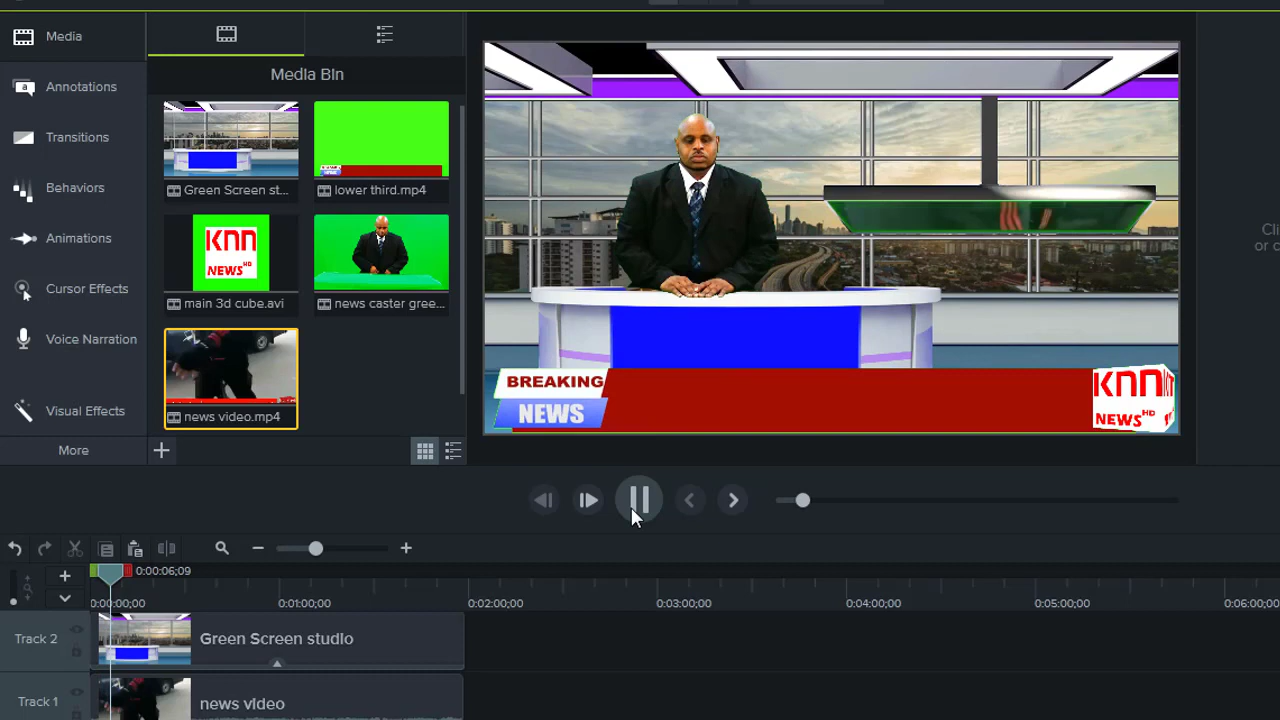 Media
Annotations
Transitions
Behaviors
Animations
Cursor Effects
Voice Narration
Visual Effects
More
Media Bin
Green Screen st...
lower third.mp4
KNN
NEWS HD
main 3d cube.avi
news caster gree...
news video.mp4
BREAKING
NEWS
KNN
NEWS HD
Cli
or c
0:00:06;09
0:00:00;00
0:01:00;00
0:02:00;00
0:03:00;00
0:04:00;00
0:05:00;00
0:06:00;00
Track 2
Green Screen studio
Track 1
news video